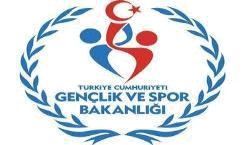 TÜRKİYE CUMHURİYETİ
GENÇLİK VE SPOR
BAKANLIĞI